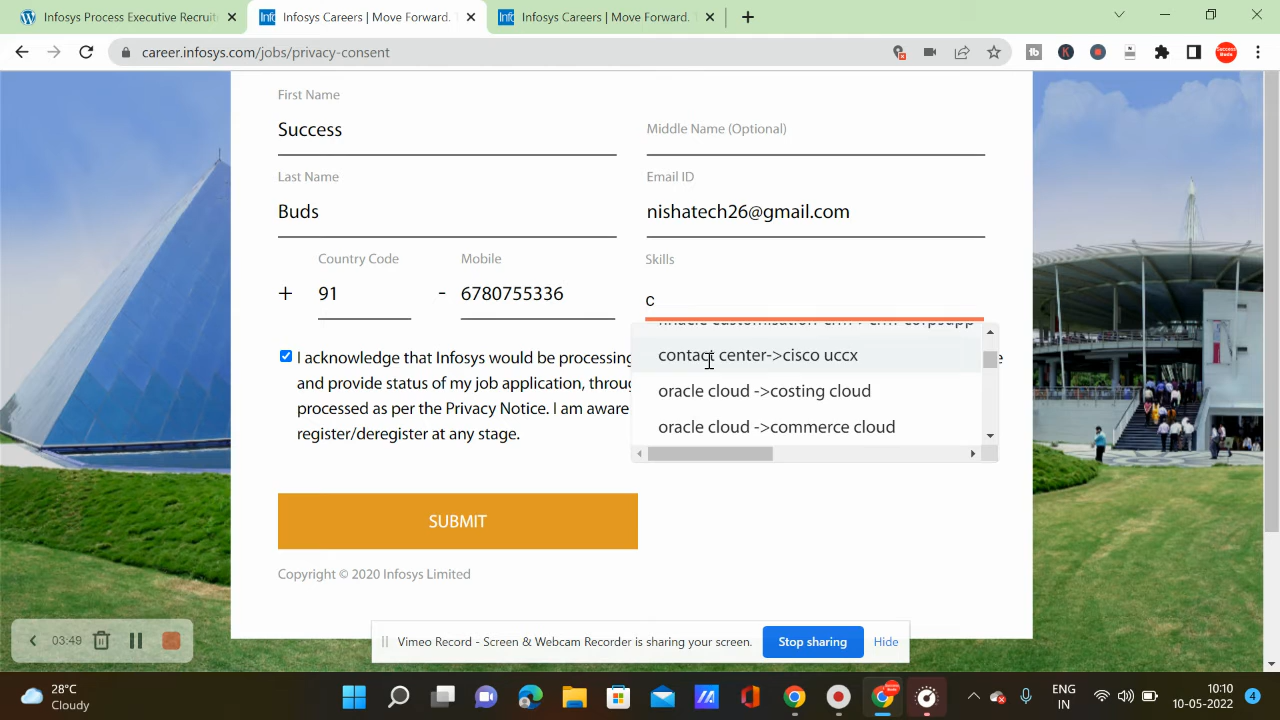 Infosys Process Executive Recruit
Infosys Careers | Move Forward.
Infosys Careers | Move Forward. T
career.infosys.com/jobs/privacy-consent
First Name
Success
Middle Name (Optional)
Last Name
Buds
Email ID
nishatech26@gmail.com
Country Code
Mobile
Skills
+ 91 - 6780755336
c
contact center->cisco uccx
oracle cloud ->costing cloud
oracle cloud ->commerce cloud
I acknowledge that Infosys would be processing
and provide status of my job application, throu
processed as per the Privacy Notice. I am aware
register/deregister at any stage.
SUBMIT
Copyright © 2020 Infosys Limited
03:49
Vimeo Record - Screen & Webcam Recorder is sharing your screen.
Stop sharing
Hide
28°C
Cloudy
ENG
IN
10:10
10-05-2022
4